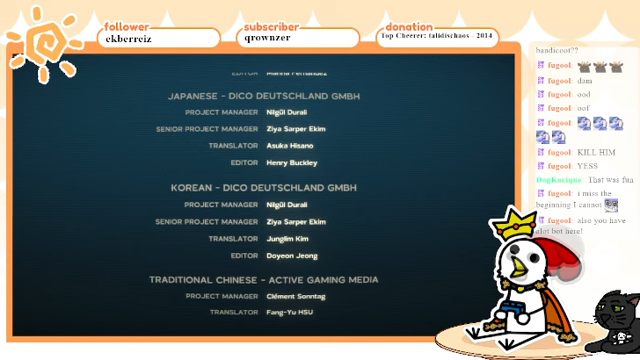 follower
ekberreiz
subscriber
qrownzer
donation
Top Cheerer: talidischaos - 2014
JAPANESE - DICO DEUTSCHLAND GMBH
PROJECT MANAGER Nilgül Durali
SENIOR PROJECT MANAGER Ziya Sarper Ekim
TRANSLATOR Asuka Hisano
EDITOR Henry Buckley
KOREAN - DICO DEUTSCHLAND GMBH
PROJECT MANAGER Nilgül Durali
SENIOR PROJECT MANAGER Ziya Sarper Ekim
TRANSLATOR Junglim Kim
EDITOR Doyeon Jeong
TRADITIONAL CHINESE - ACTIVE GAMING MEDIA
PROJECT MANAGER Clément Sonntag
TRANSLATOR Fang-Yu HSU
bandicoot??
fugool:
fugool: dam
fugool: ood
fugool: oof
fugool:
fugool: KILL HIM
fugool: YESS
That was fun
fugool: i miss the
beginning I cannot
fugool: also you have
bot here!